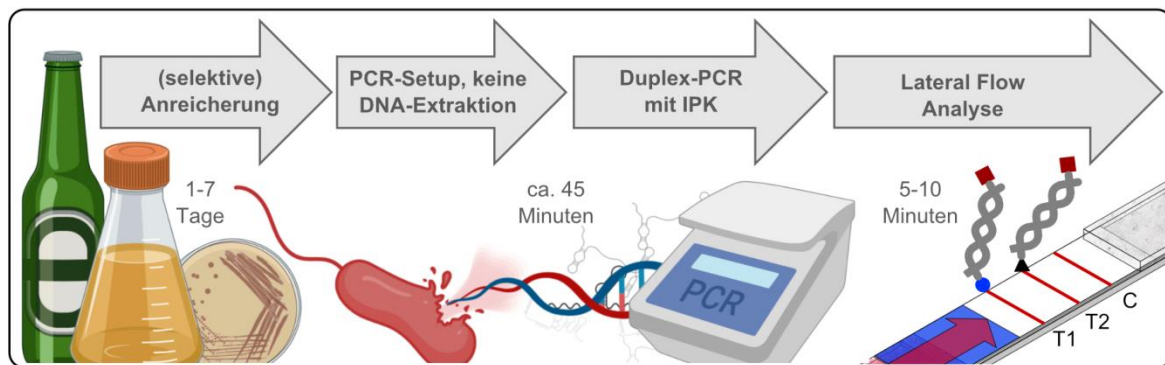 (selektive)
Anreicherung
PCR-Setup, keine
DNA-Extraktion
Duplex-PCR
mit IPK
Lateral Flow
Analyse
1-7
Tage
ca. 45
Minuten
5-10
Minuten
PCR
C
T2
T1